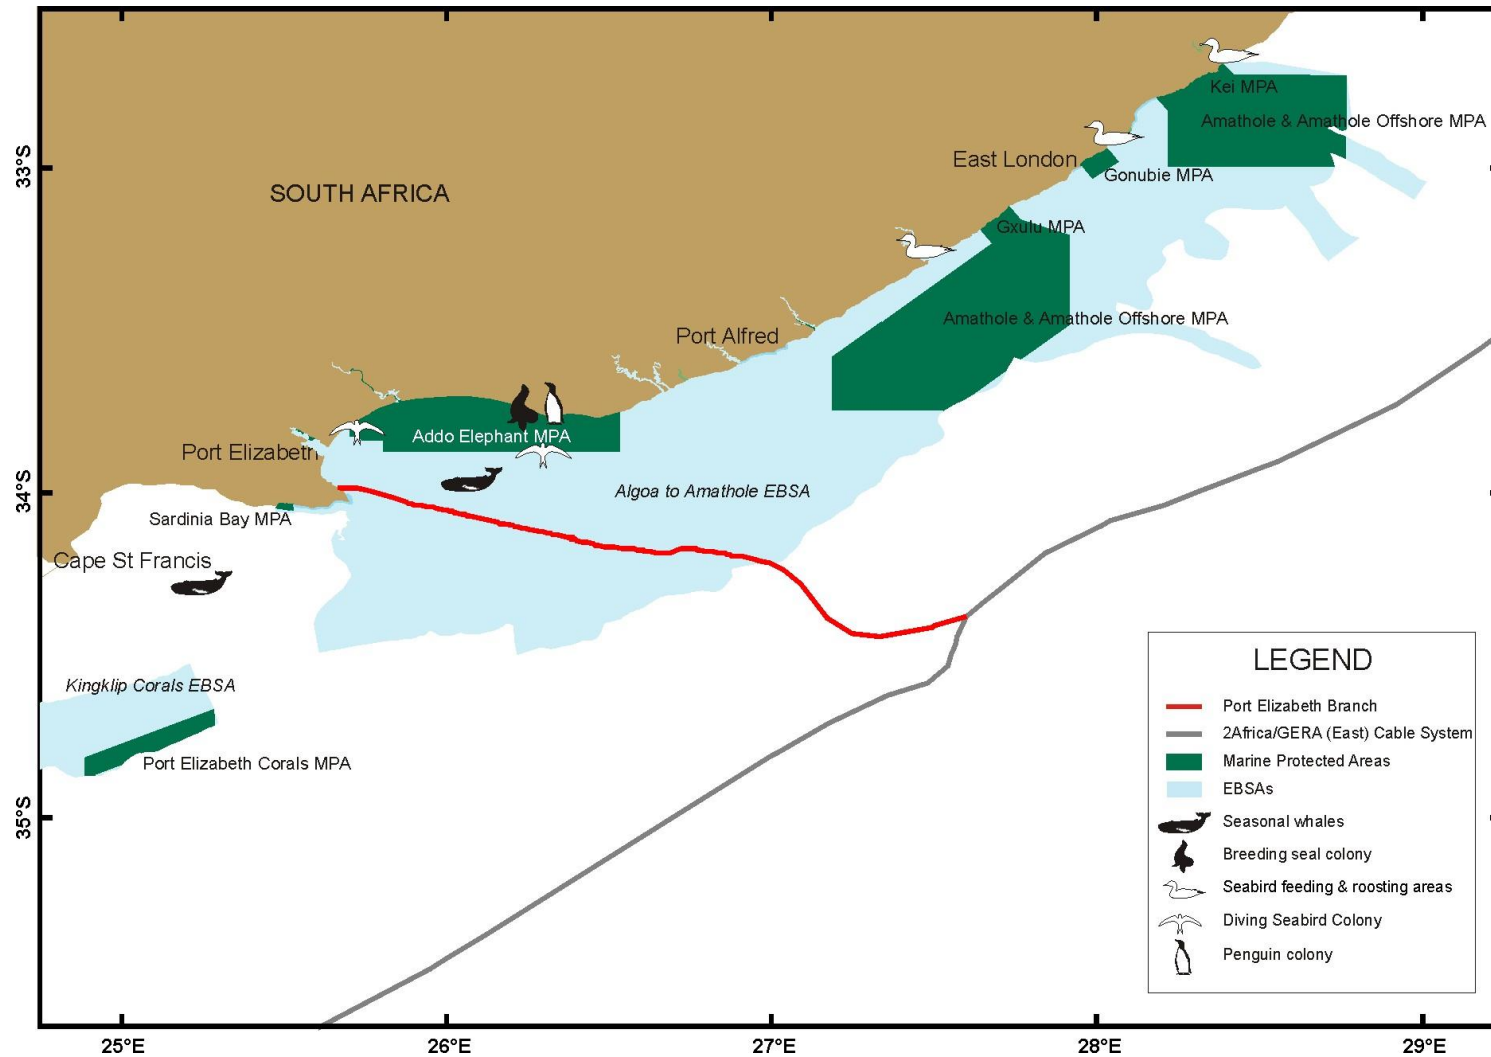 Kei MPA
Amathole & Amathole Offshore MPA
33°S
East London
Gonubie MPA
SOUTH AFRICA
Gxulu MPA
Amathole & Amathole Offshore MPA
Port Alfred
Addo Elephant MPA
Port Elizabeth
34°S
Algoa to Amathole EBSA
Sardinia Bay MPA
Cape St Francis
Kingklip Corals EBSA
Port Elizabeth Corals MPA
35°S
LEGEND
Port Elizabeth Branch
2Africa/GERA (East) Cable System
Marine Protected Areas
EBSAs
Seasonal whales
Breeding seal colony
Seabird feeding & roosting areas
Diving Seabird Colony
Penguin colony
25°E
26°E
27°E
28°E
29°E